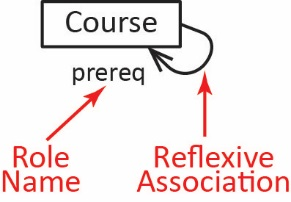 Course
prereq
Role
Name
Reflexive
Association